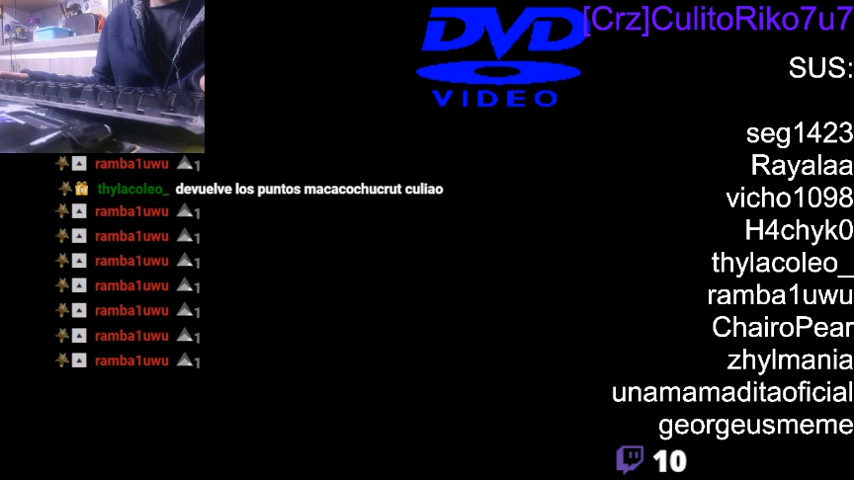 [Crz]CulitoRiko7u7
DVD
VIDEO
SUS:
seg1423
Rayalaa
vicho1098
H4chyk0
thylacoleo_
ramba1uwu
ChairoPear
zhylmania
unamamaditaoficial
georgeusmeme
10
ramba1uwu 1
thylacoleo_ devuelve los puntos macacochucrut culiao
ramba1uwu 1
ramba1uwu 1
ramba1uwu 1
ramba1uwu 1
ramba1uwu 1
ramba1uwu 1
ramba1uwu 1